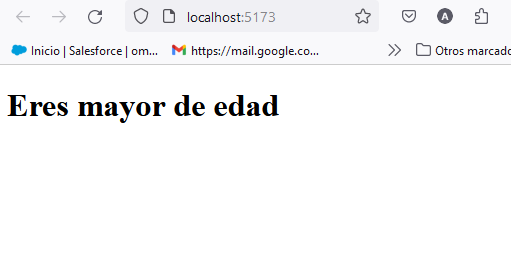 localhost:5173
A
Inicio | Salesforce | om...
https://mail.google.co...
Otros marcado
Eres mayor de edad